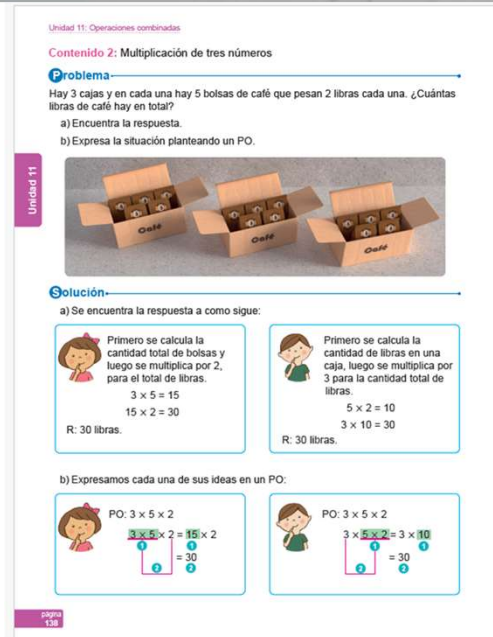 Unidad 11: Operaciones combinadas
Contenido 2: Multiplicación de tres números
Problema
Hay 3 cajas y en cada una hay 5 bolsas de café que pesan 2 libras cada una. ¿Cuántas
libras de café hay en total?
a) Encuentra la respuesta.
b) Expresa la situación planteando un PO.
Unidad 11
Café
Café
Café
Solución
a) Se encuentra la respuesta a como sigue:
Primero se calcula la
cantidad total de bolsas y
luego se multiplica por 2,
para el total de libras.
3 × 5 = 15
15 × 2 = 30
R: 30 libras.
Primero se calcula la
cantidad de libras en una
caja, luego se multiplica por
3 para la cantidad total de
libras.
5 × 2 = 10
3 × 10 = 30
R: 30 libras.
b) Expresamos cada una de sus ideas en un PO:
PO: 3 × 5 × 2
3 × 5 × 2 = 15 × 2
1 1
= 30
2 2
PO: 3 × 5 × 2
3 × 5 × 2 = 3 × 10
1 1
= 30
2 2
página
138